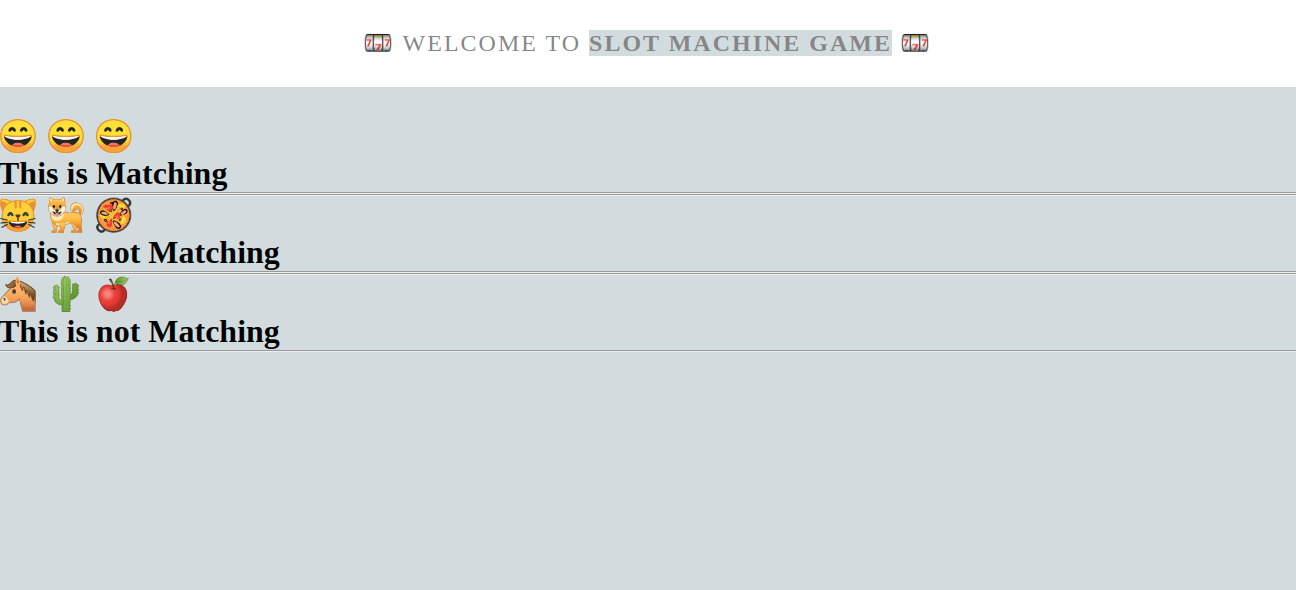 🎰 WELCOME TO SLOT MACHINE GAME 🎰
😄 😄 😄
This is Matching
😸 🐕 🥘
This is not Matching
🐴 🌵 🍎
This is not Matching